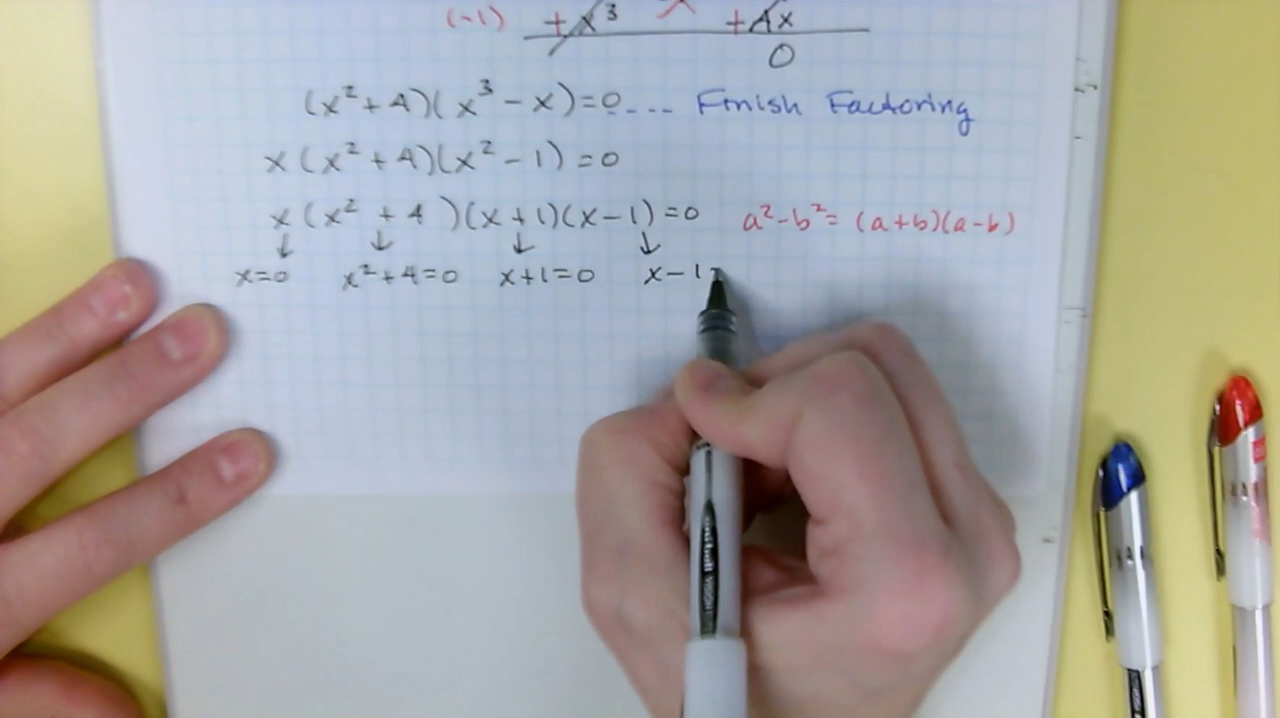 (-1) +x³ +4x
0
(x²+4)(x³-x)=0... Finish Factoring
x(x²+4)(x²-1)=0
x(x²+4)(x+1)(x-1)=0 a²-b²=(a+b)(a-b)
↓ ↓ ↓ ↓
x=0 x²+4=0 x+1=0 x-1=